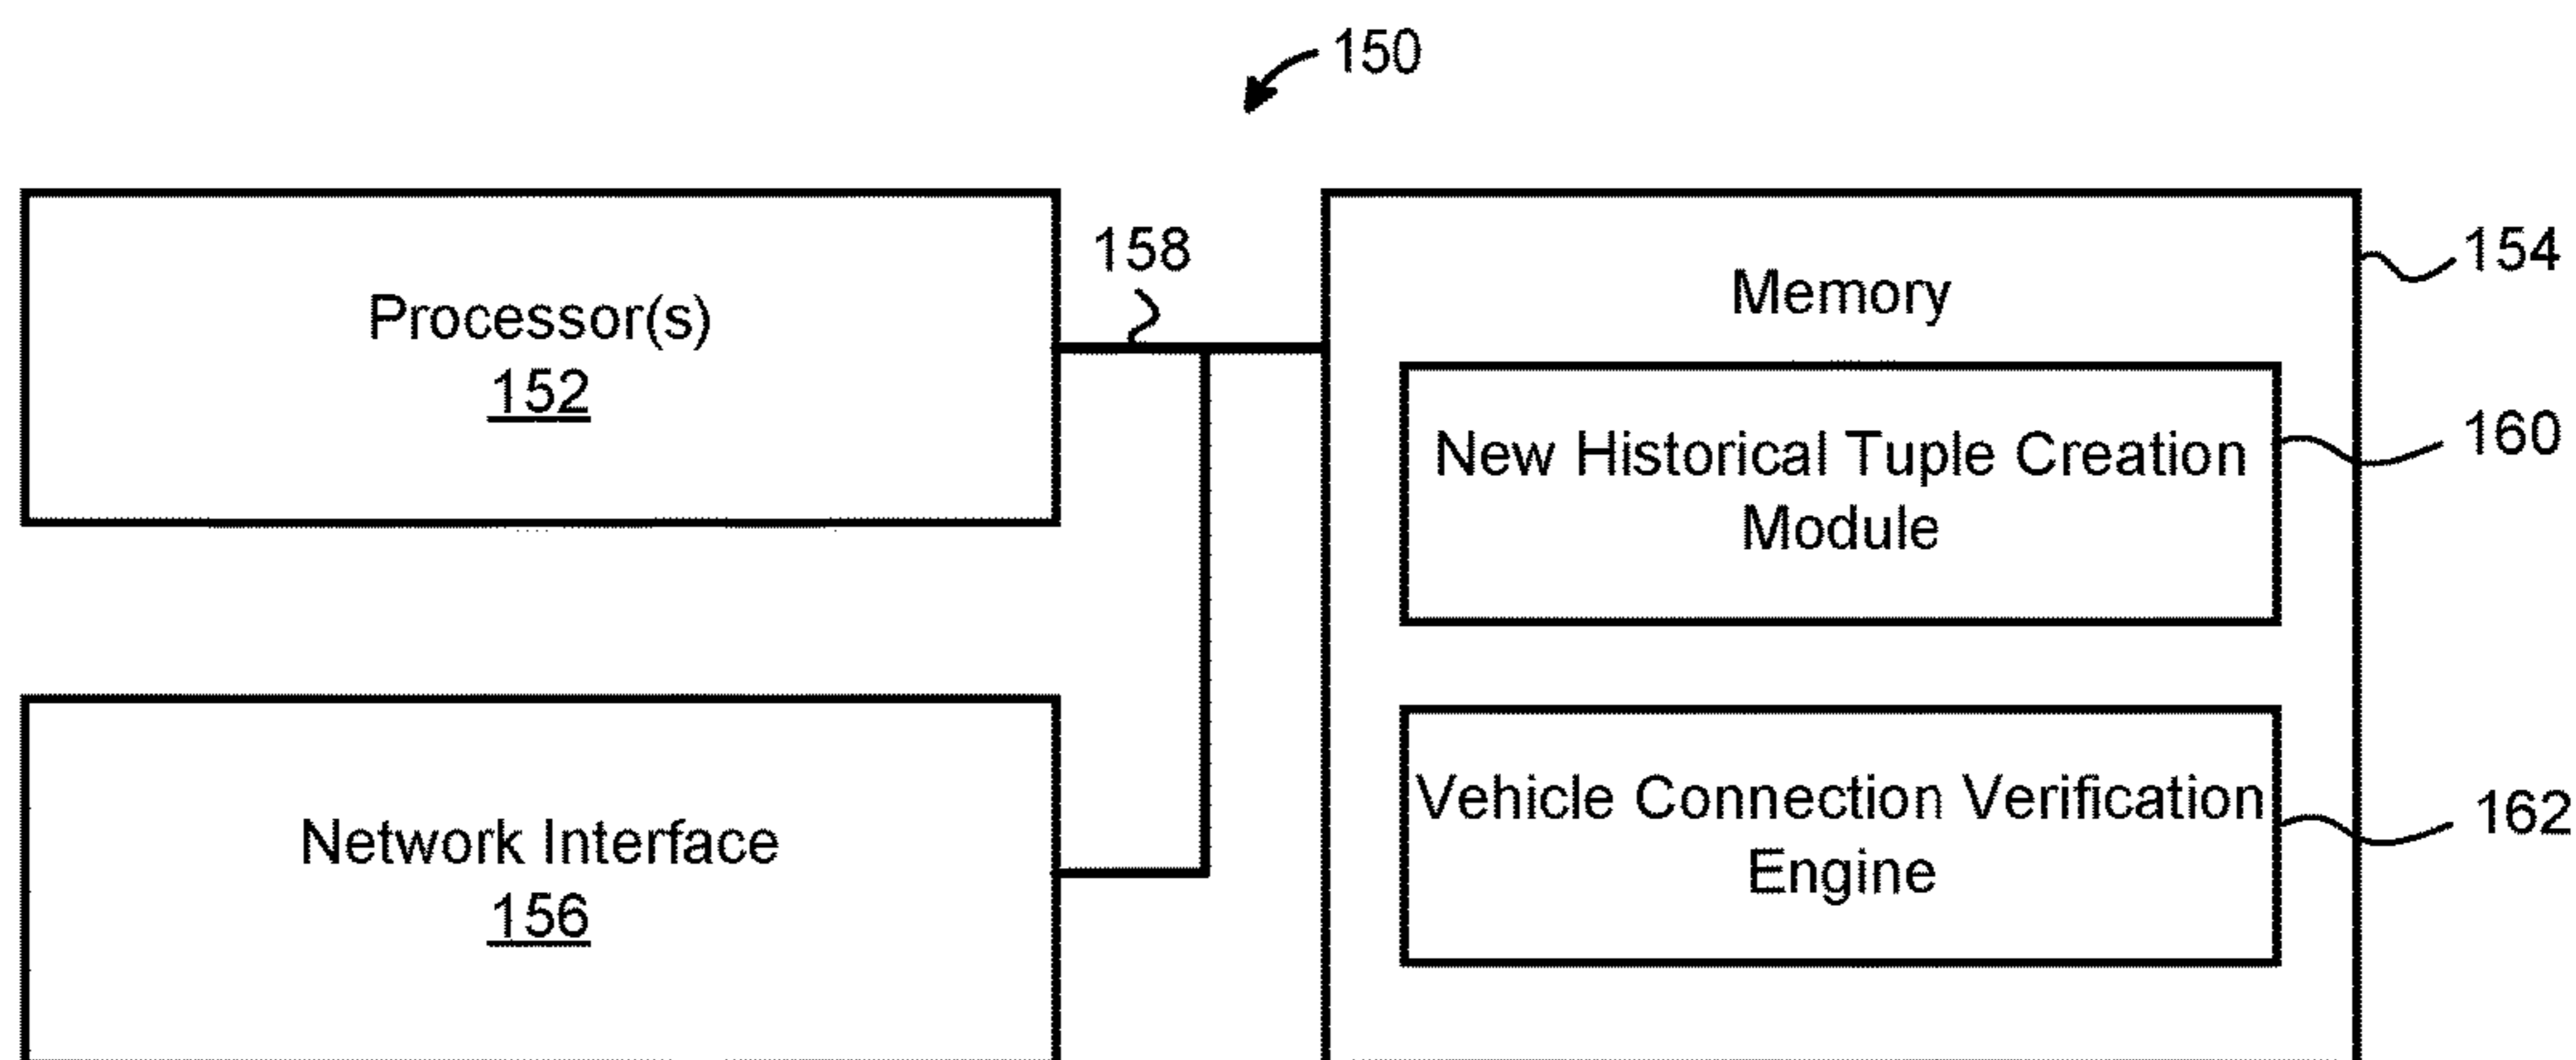 150
158
154
Processor(s)
152
Memory
New Historical Tuple Creation
Module
160
Network Interface
156
Vehicle Connection Verification
Engine
162